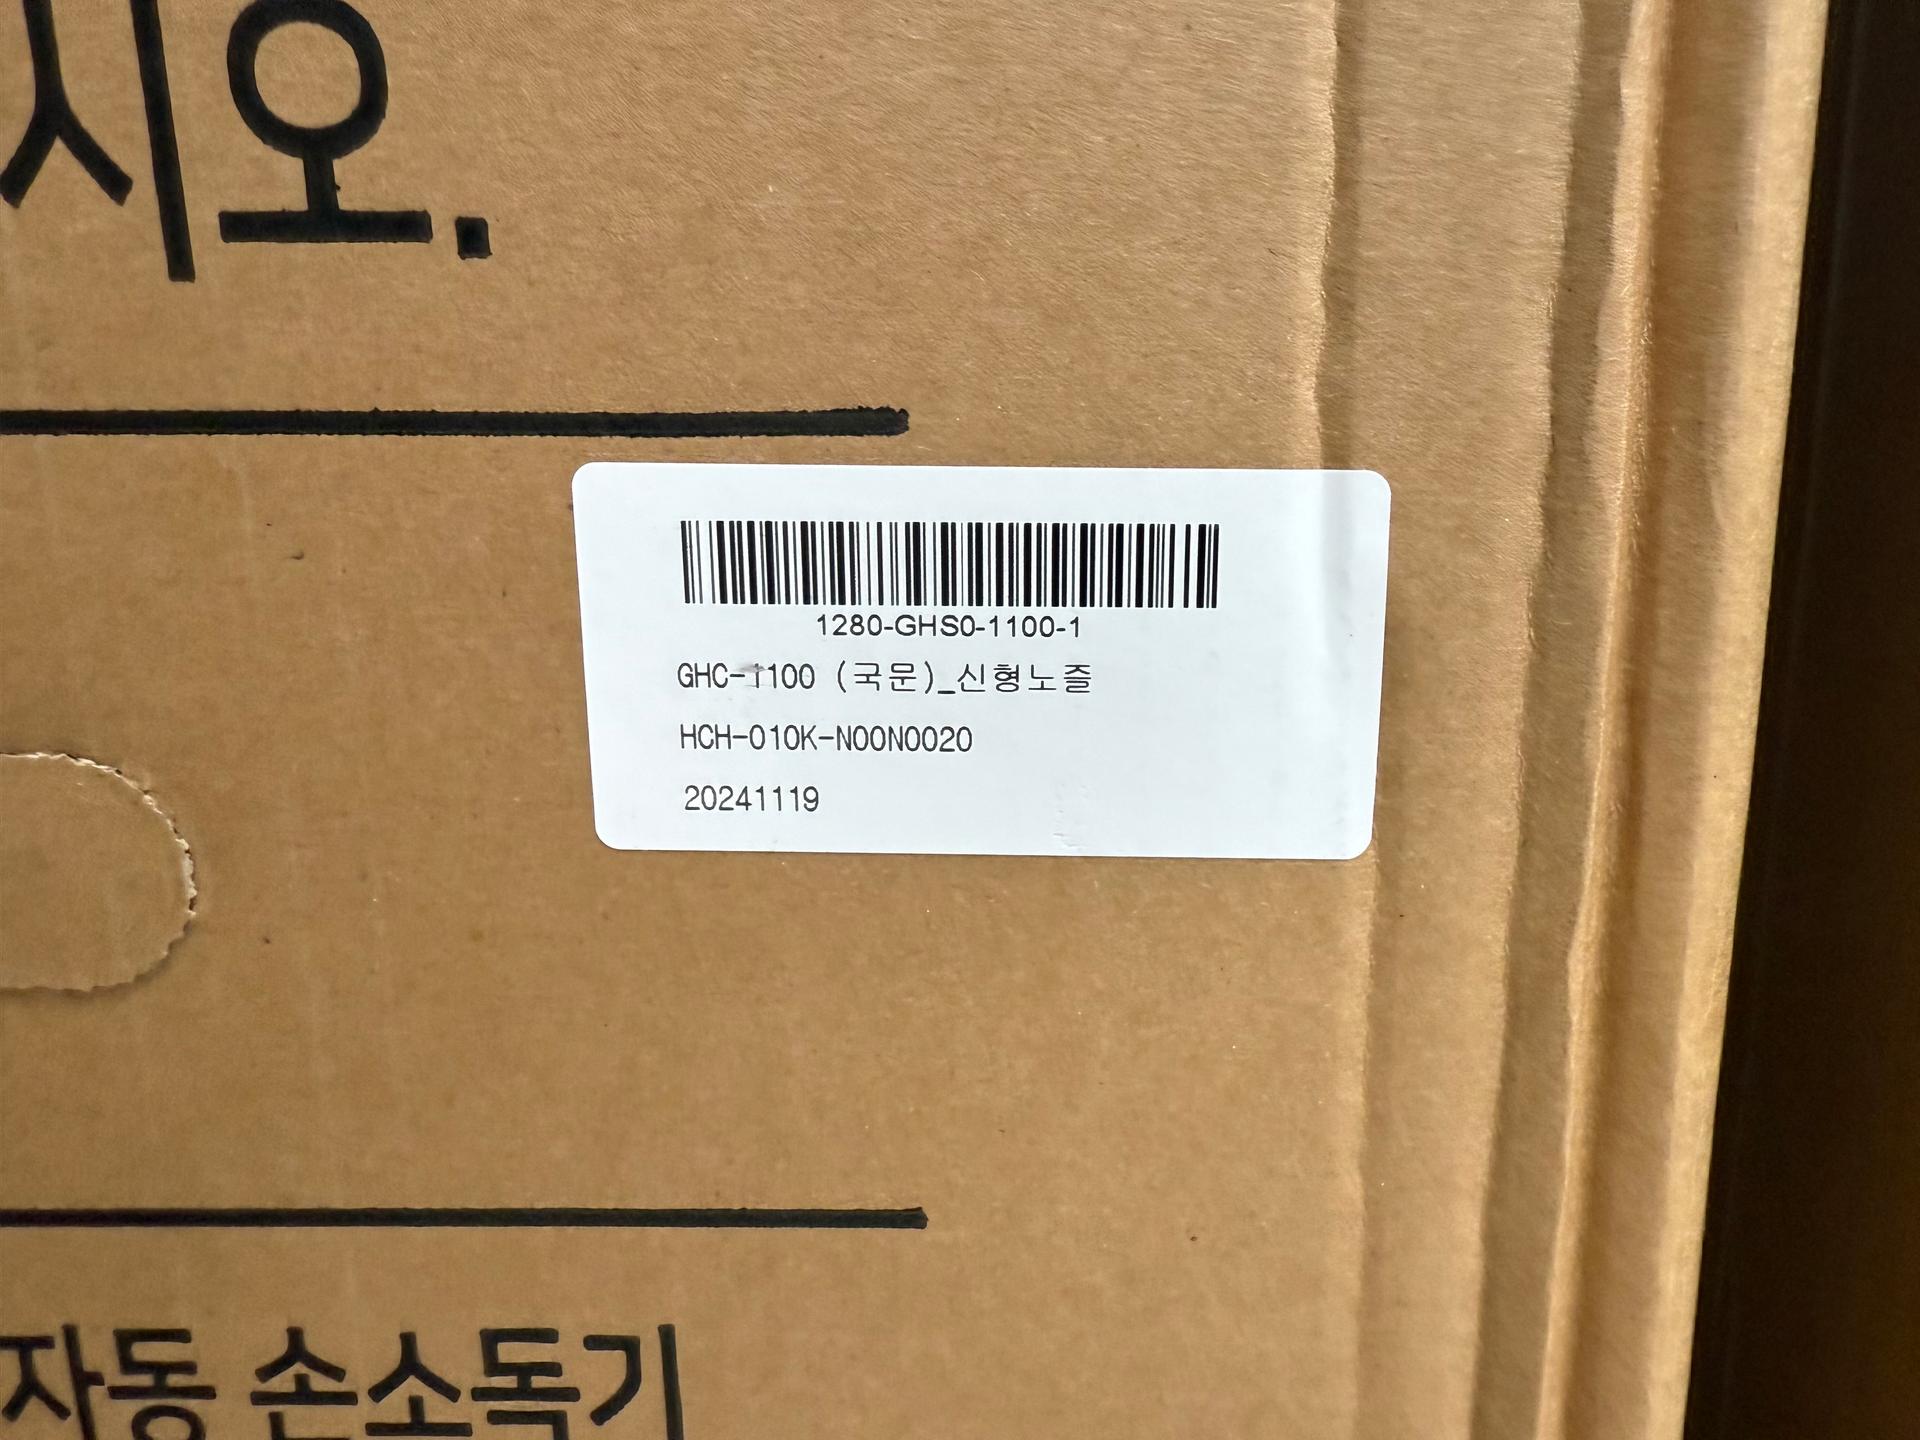 시오.
1280-GHS0-1100-1
GHC-1100 (국문)_신형노즐
HCH-010K-N00N0020
20241119
자동 손소독기